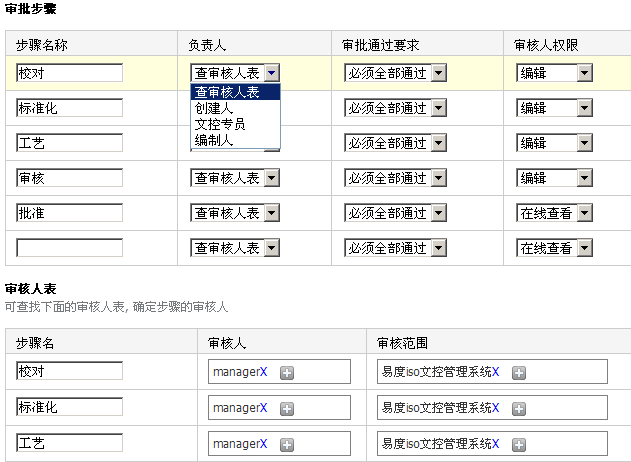 审批步骤
步骤名称 负责人 审批通过要求 审核人权限
校对 查审核人表 必须全部通过 编辑
查审核人表
标准化 创建人 必须全部通过 编辑
文控专员
工艺 编制人 必须全部通过 编辑
审核 查审核人表 必须全部通过 编辑
批准 查审核人表 必须全部通过 在线查看
查审核人表 必须全部通过 在线查看
审核人表
可查找下面的审核人表, 确定步骤的审核人
步骤名 审核人 审核范围
校对 managerX 易度iso文控管理系统X
标准化 managerX 易度iso文控管理系统X
工艺 managerX 易度iso文控管理系统X